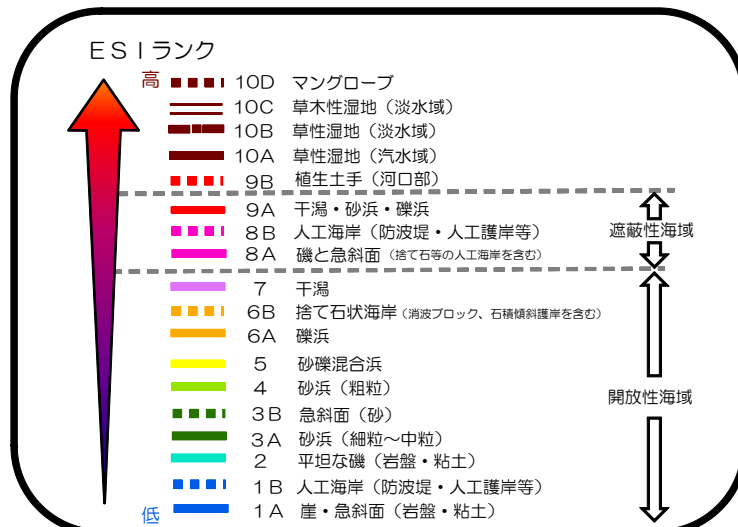 ESIランク
高
10D マングローブ
10C 草木性湿地（淡水域）
10B 草性湿地（淡水域）
10A 草性湿地（汽水域）
9B 植生土手（河口部）
9A 干潟・砂浜・礫浜
8B 人工海岸（防波堤・人工護岸等）
遮蔽性海域
8A 磯と急斜面（捨て石等の人工海岸を含む）
7 干潟
6B 捨て石状海岸（消波ブロック、石積傾斜護岸を含む）
6A 礫浜
5 砂礫混合浜
4 砂浜（粗粒）
開放性海域
3B 急斜面（砂）
3A 砂浜（細粒～中粒）
2 平坦な磯（岩盤・粘土）
1B 人工海岸（防波堤・人工護岸等）
1A 崖・急斜面（岩盤・粘土）
低